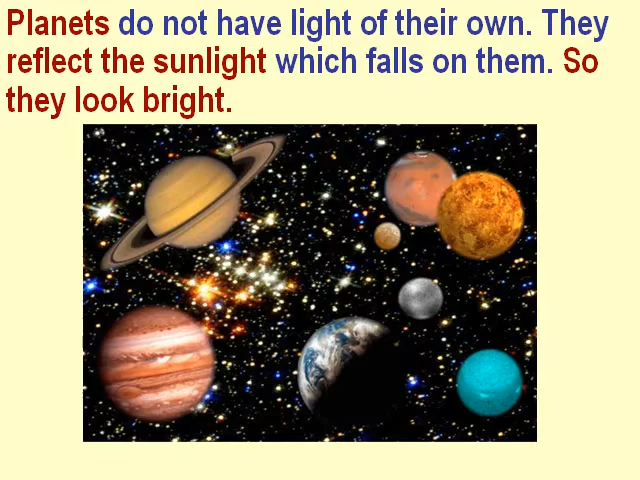 Planets do not have light of their own. They
reflect the sunlight which falls on them. So
they look bright.